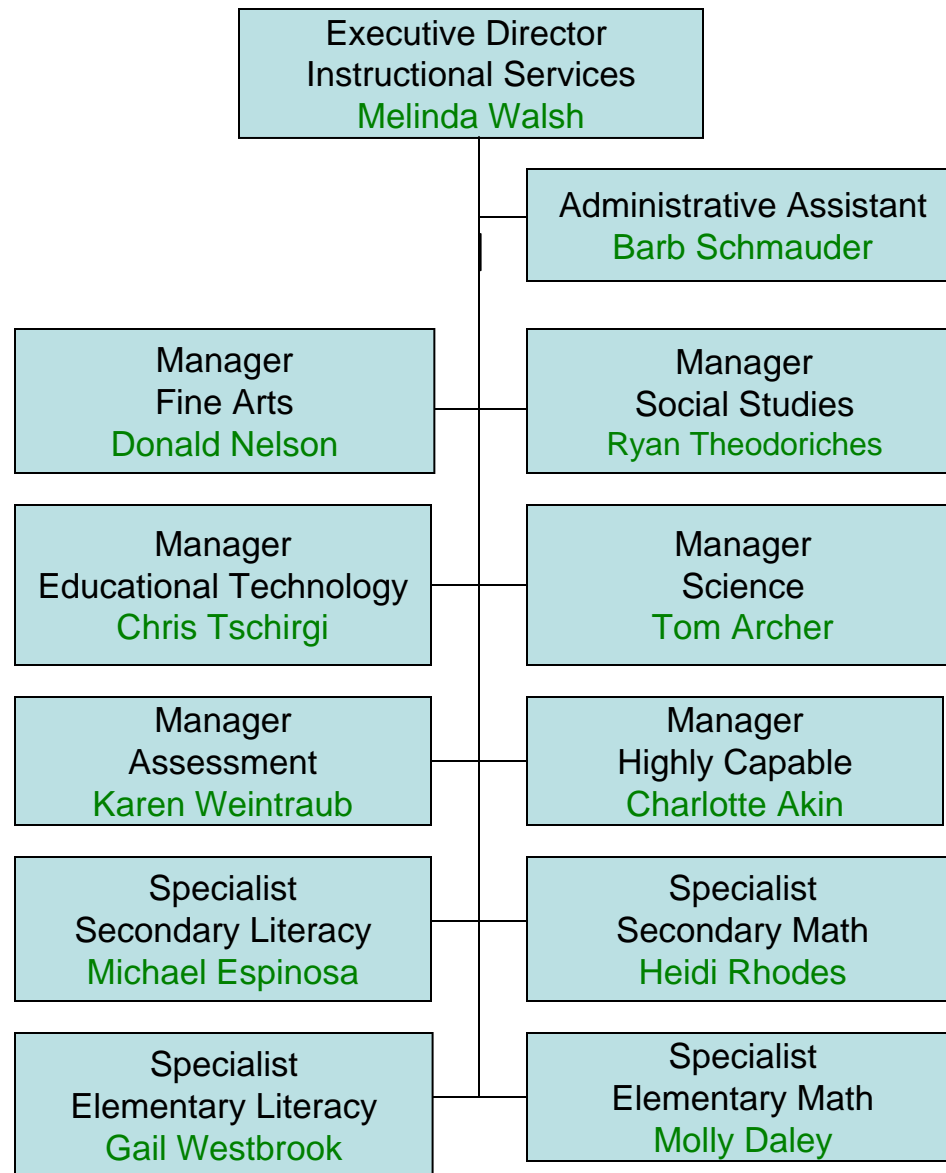 Executive Director
Instructional Services
Melinda Walsh
Administrative Assistant
Barb Schmauder
Manager
Fine Arts
Donald Nelson
Manager
Social Studies
Ryan Theodoriches
Manager
Educational Technology
Chris Tschirgi
Manager
Science
Tom Archer
Manager
Assessment
Karen Weintraub
Manager
Highly Capable
Charlotte Akin
Specialist
Secondary Literacy
Michael Espinosa
Specialist
Secondary Math
Heidi Rhodes
Specialist
Elementary Literacy
Gail Westbrook
Specialist
Elementary Math
Molly Daley